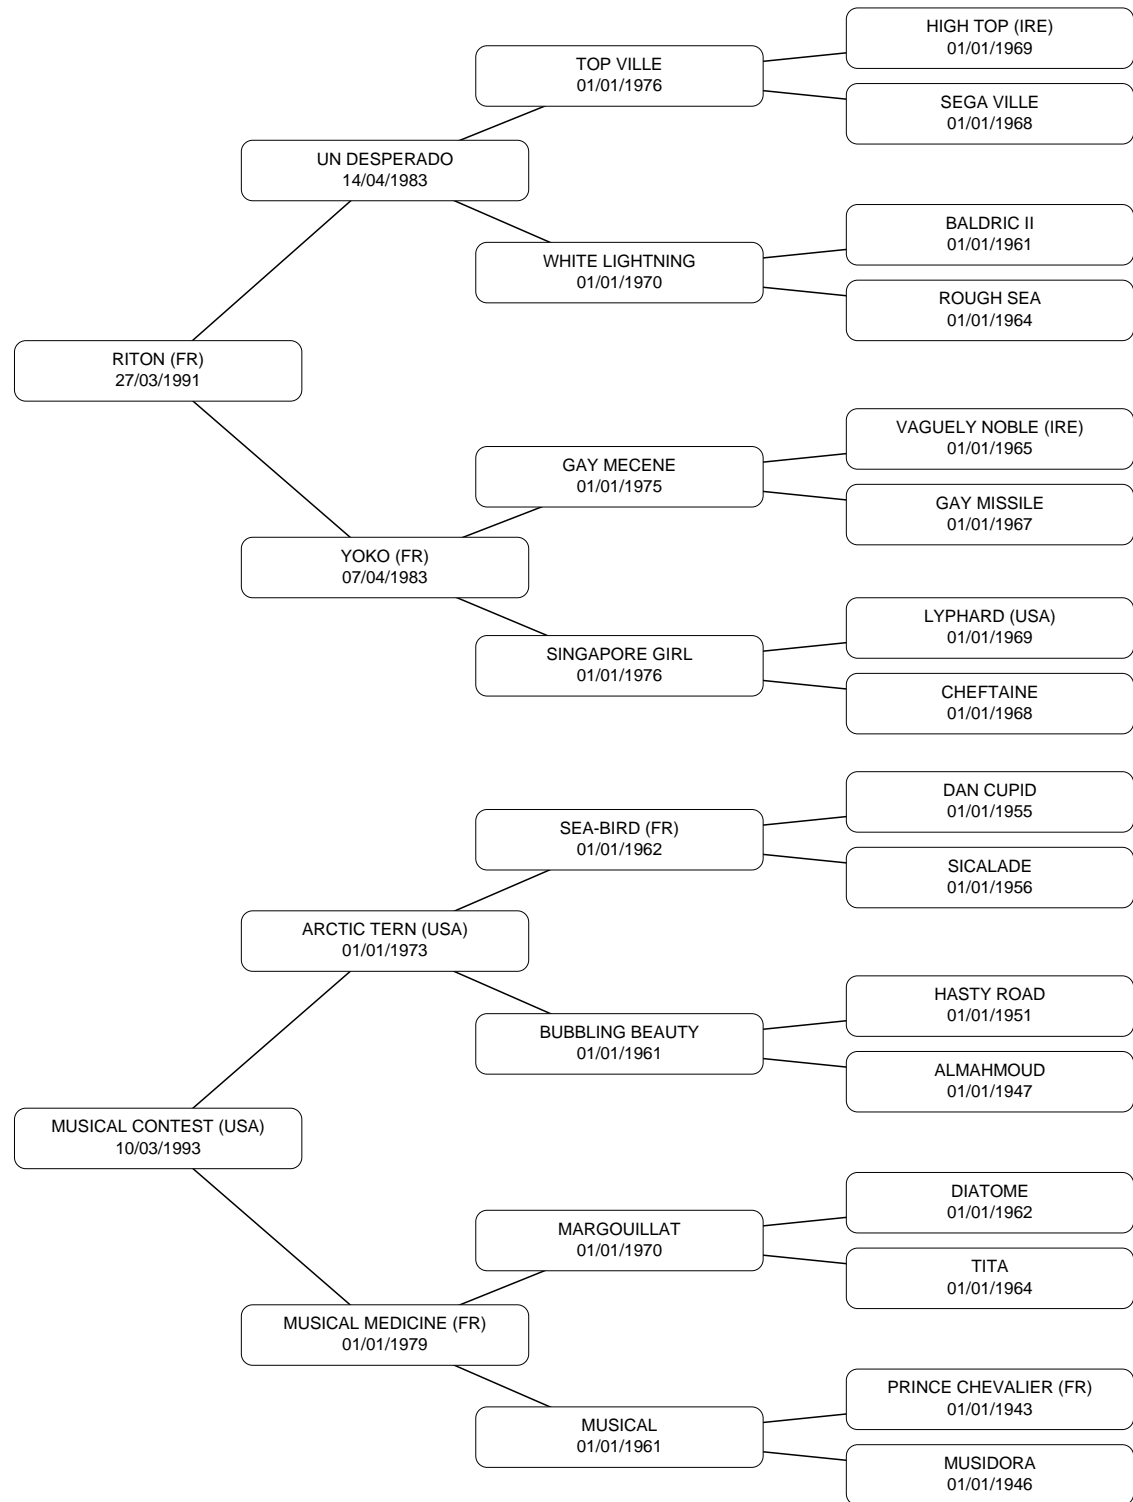 HIGH TOP (IRE)
01/01/1969
TOP VILLE
01/01/1976
SEGA VILLE
01/01/1968
UN DESPERADO
14/04/1983
BALDRIC II
01/01/1961
WHITE LIGHTNING
01/01/1970
ROUGH SEA
01/01/1964
RITON (FR)
27/03/1991
VAGUELY NOBLE (IRE)
01/01/1965
GAY MECENE
01/01/1975
GAY MISSILE
01/01/1967
YOKO (FR)
07/04/1983
LYPHARD (USA)
01/01/1969
SINGAPORE GIRL
01/01/1976
CHEFTAINE
01/01/1968
DAN CUPID
01/01/1955
SEA-BIRD (FR)
01/01/1962
SICALADE
01/01/1956
ARCTIC TERN (USA)
01/01/1973
HASTY ROAD
01/01/1951
BUBBLING BEAUTY
01/01/1961
ALMAHMOUD
01/01/1947
MUSICAL CONTEST (USA)
10/03/1993
DIATOME
01/01/1962
MARGOUILLAT
01/01/1970
TITA
01/01/1964
MUSICAL MEDICINE (FR)
01/01/1979
PRINCE CHEVALIER (FR)
01/01/1943
MUSICAL
01/01/1961
MUSIDORA
01/01/1946